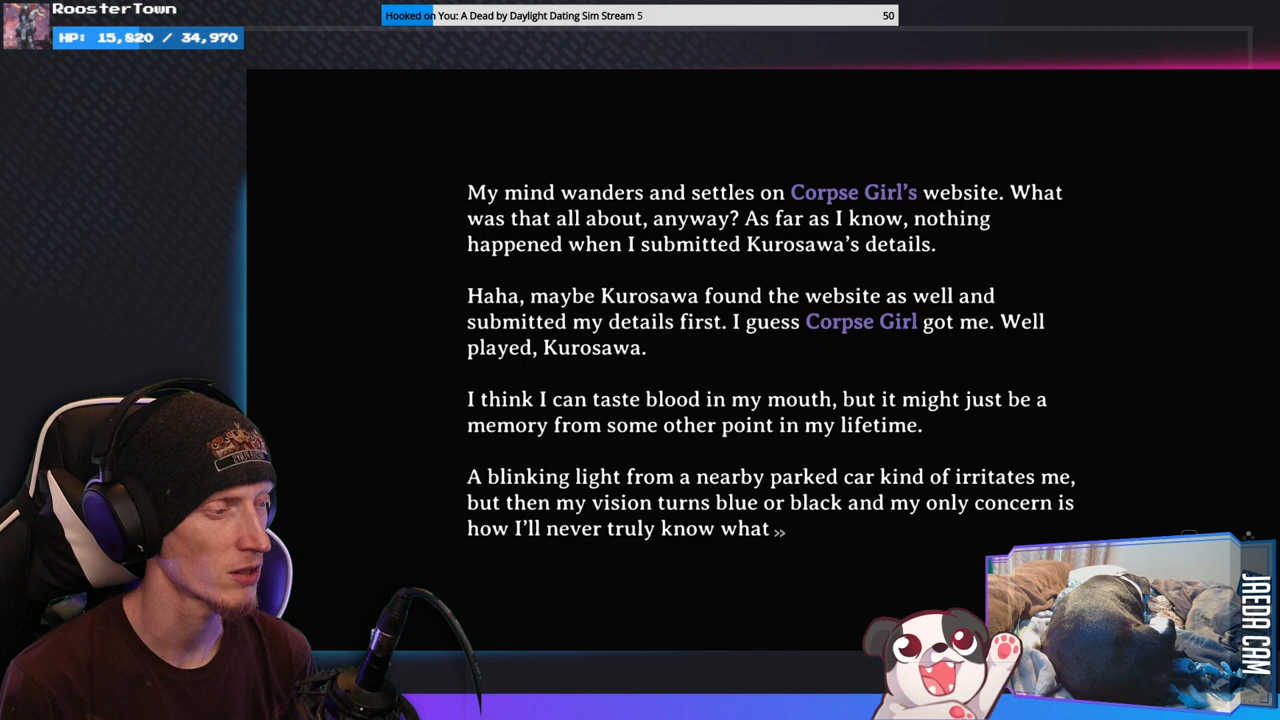 RoosterTown
HP: 15,820 / 34,970
Hooked on You: A Dead by Daylight Dating Sim Stream 5
50
My mind wanders and settles on Corpse Girl's website. What
was that all about, anyway? As far as I know, nothing
happened when I submitted Kurosawa's details.
Haha, maybe Kurosawa found the website as well and
submitted my details first. I guess Corpse Girl got me. Well
played, Kurosawa.
I think I can taste blood in my mouth, but it might just be a
memory from some other point in my lifetime.
A blinking light from a nearby parked car kind of irritates me,
but then my vision turns blue or black and my only concern is
how I'll never truly know what »
JAEDA CAM